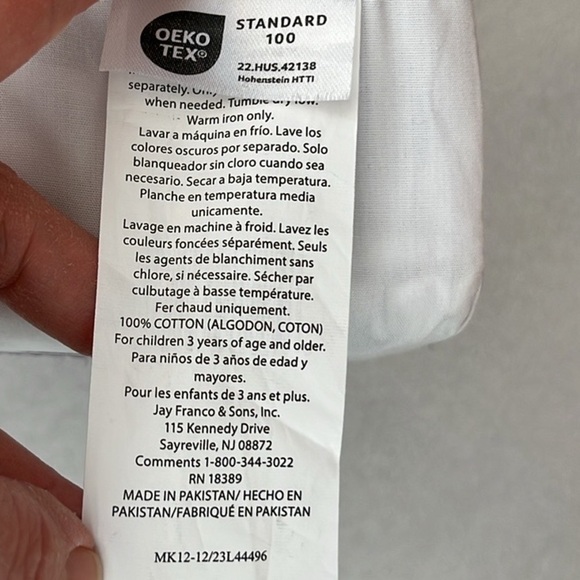 OEKO
TEX®
STANDARD
100
22.HUS.42138
Hohenstein HTTI
separately.
when needed. Tumble dry low.
Warm iron only.
Lavar a máquina en frío. Lave los
colores oscuros por separado. Solo
blanqueador sin cloro cuando sea
necesario. Secar a baja temperatura.
Planche en temperatura media
unicamente.
Lavage en machine à froid. Lavez les
couleurs foncées séparément. Seuls
les agents de blanchiment sans
chlore, si nécessaire. Sécher par
culbutage à basse température.
Fer chaud uniquement.
100% COTTON (ALGODON, COTON)
For children 3 years of age and older.
Para niños de 3 años de edad y
mayores.
Pour les enfants de 3 ans et plus.
Jay Franco & Sons, Inc.
115 Kennedy Drive
Sayreville, NJ 08872
Comments 1-800-344-3022
RN 18389
MADE IN PAKISTAN/ HECHO EN
PAKISTAN/FABRIQUÉ EN PAKISTAN
MK12-12/23L44496